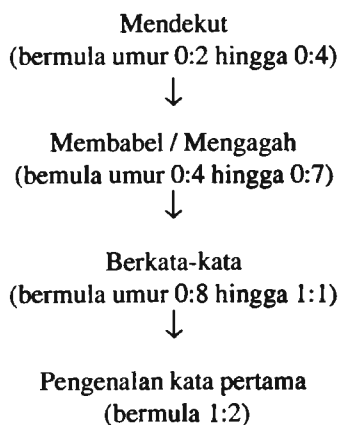 Mendekut
(bermula umur 0:2 hingga 0:4)
↓
Membabel / Mengagah
(bemula umur 0:4 hingga 0:7)
↓
Berkata-kata
(bermula umur 0:8 hingga 1:1)
↓
Pengenalan kata pertama
(bermula 1:2)